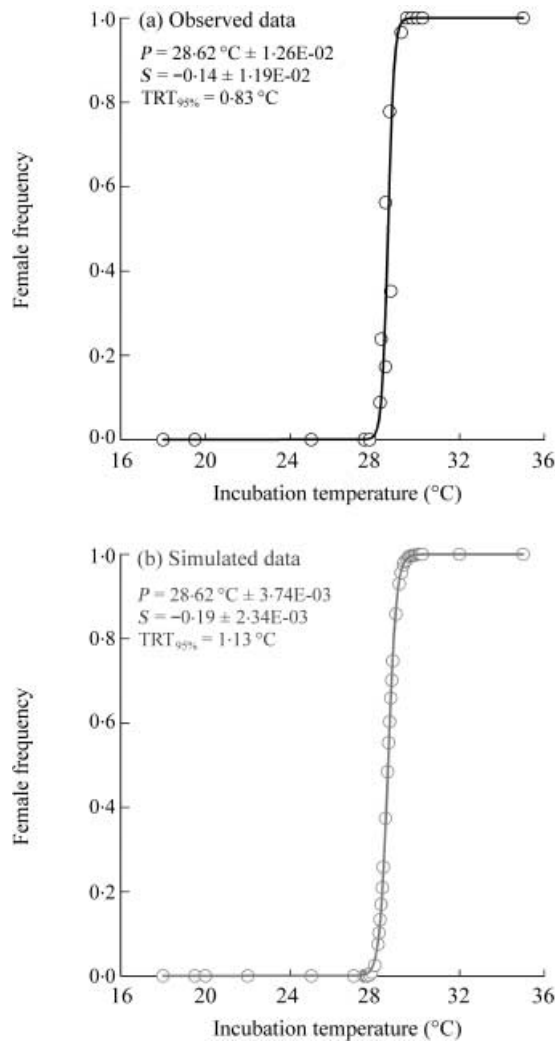 (a) Observed data
P = 28·62 °C ± 1·26E-02
S = −0·14 ± 1·19E-02
TRT95% = 0·83 °C
1·0
0·8
0·6
0·4
0·2
0·0
Female frequency
16 20 24 28 32 36
Incubation temperature (°C)
(b) Simulated data
P = 28·62 °C ± 3·74E-03
S = −0·19 ± 2·34E-03
TRT95% = 1·13 °C
1·0
0·8
0·6
0·4
0·2
0·0
Female frequency
16 20 24 28 32 36
Incubation temperature (°C)